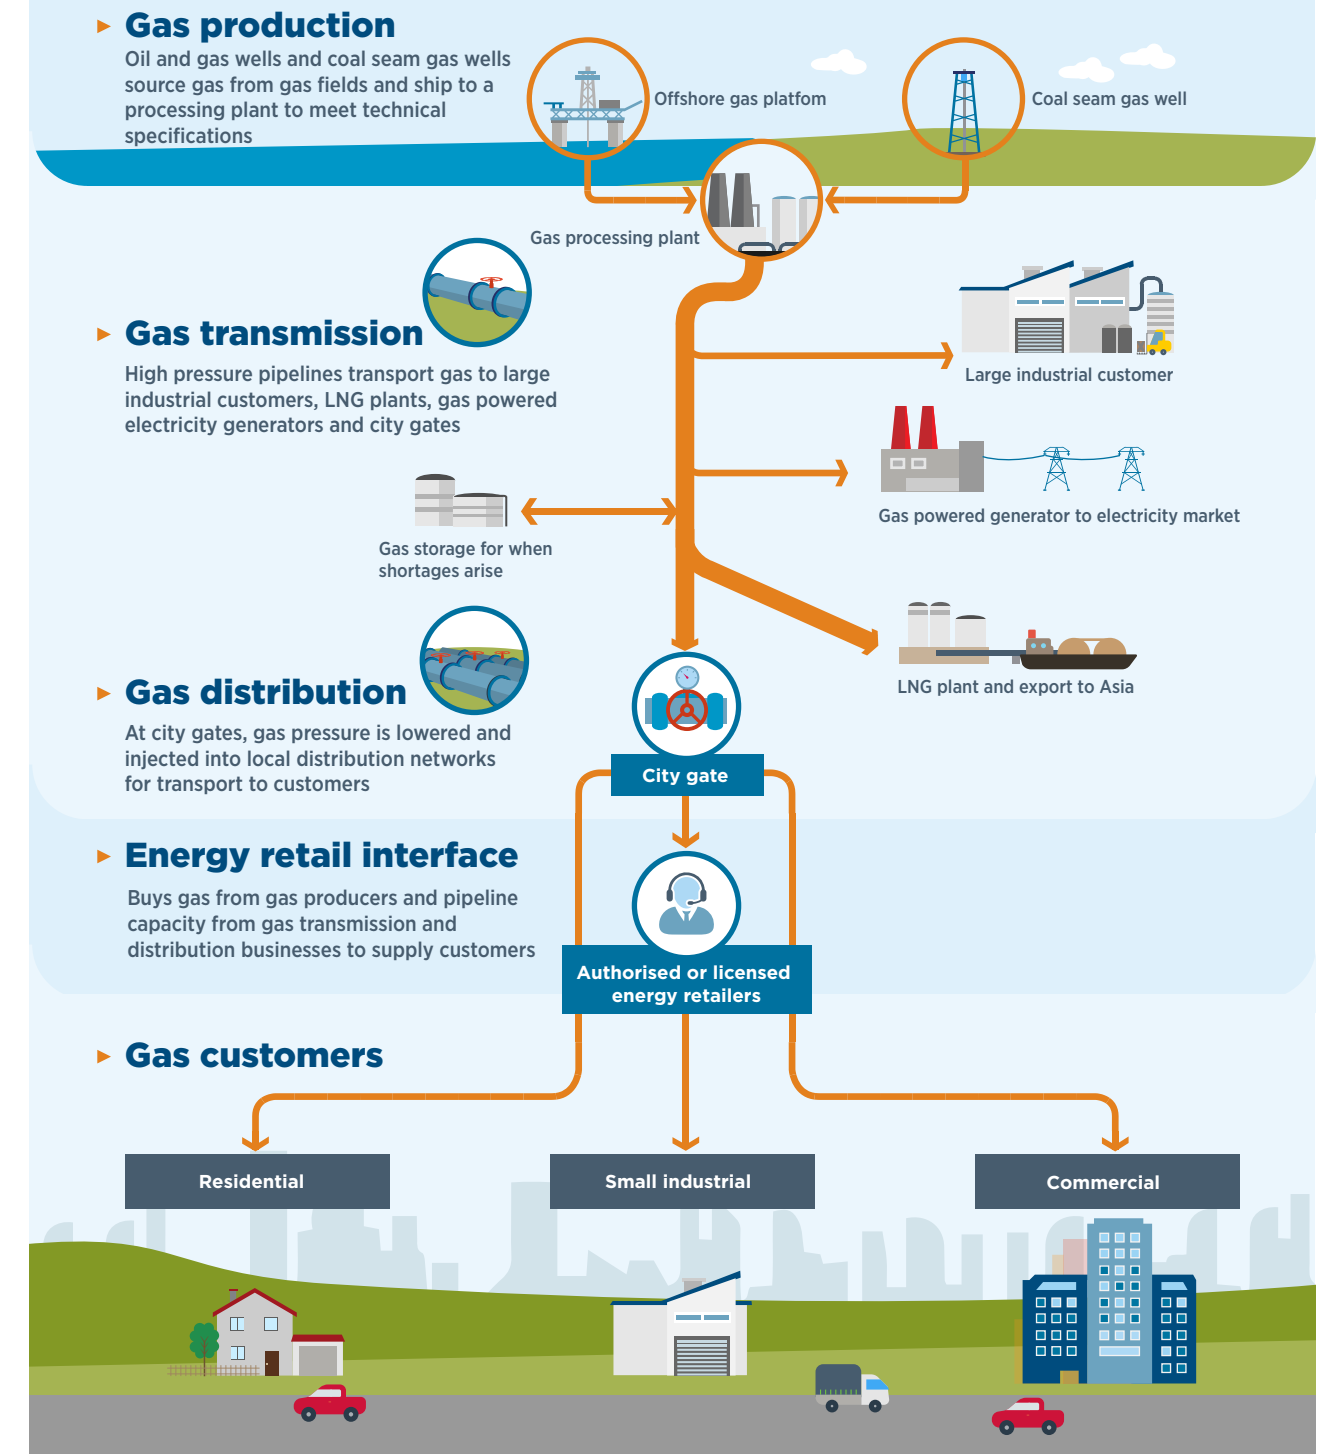 Gas production
Oil and gas wells and coal seam gas wells
source gas from gas fields and ship to a
processing plant to meet technical
specifications
Offshore gas platfom
Coal seam gas well
Gas processing plant
Gas transmission
High pressure pipelines transport gas to large
industrial customers, LNG plants, gas powered
electricity generators and city gates
Large industrial customer
Gas powered generator to electricity market
Gas storage for when
shortages arise
LNG plant and export to Asia
Gas distribution
At city gates, gas pressure is lowered and
injected into local distribution networks
for transport to customers
City gate
Energy retail interface
Buys gas from gas producers and pipeline
capacity from gas transmission and
distribution businesses to supply customers
Authorised or licensed
energy retailers
Gas customers
Residential
Small industrial
Commercial